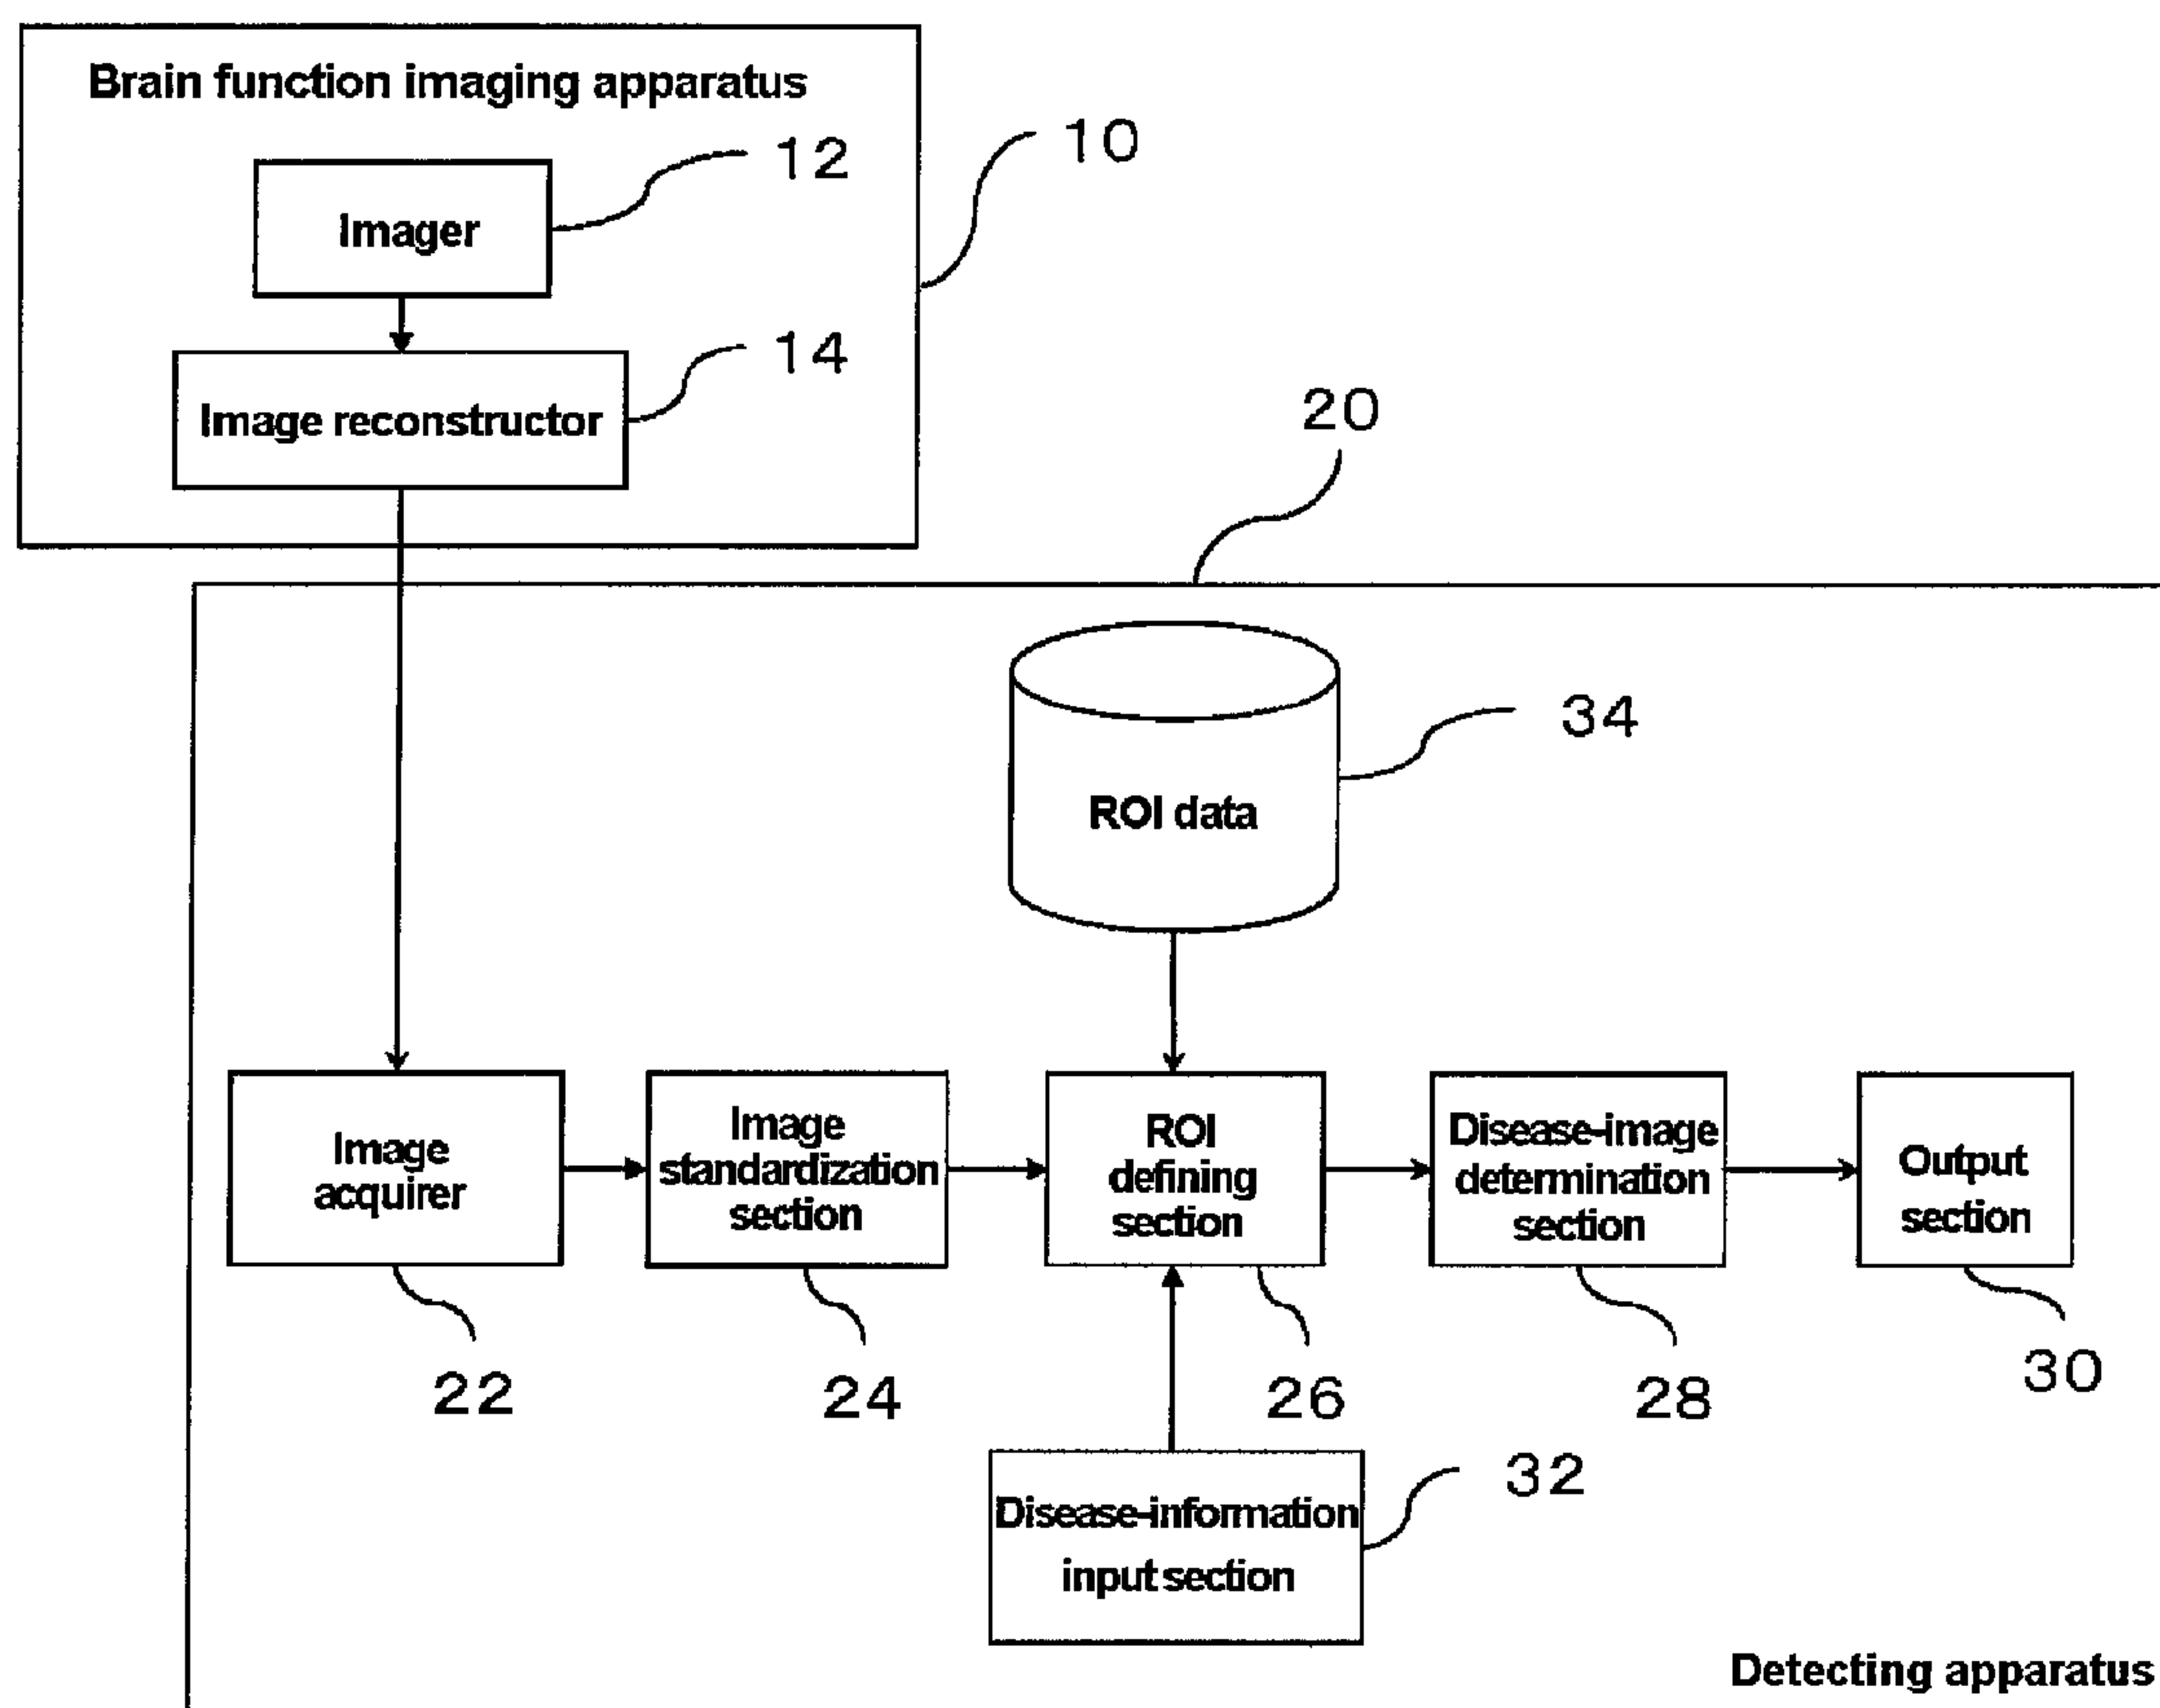 Brain function imaging apparatus
10
12
Imager
14
Image reconstructor
20
34
ROI data
Image
acquirer
Image
standardization
section
ROI
defining
section
Disease-image
determination
section
Output
section
22
24
26
28
30
32
Disease-information
input section
Detecting apparatus